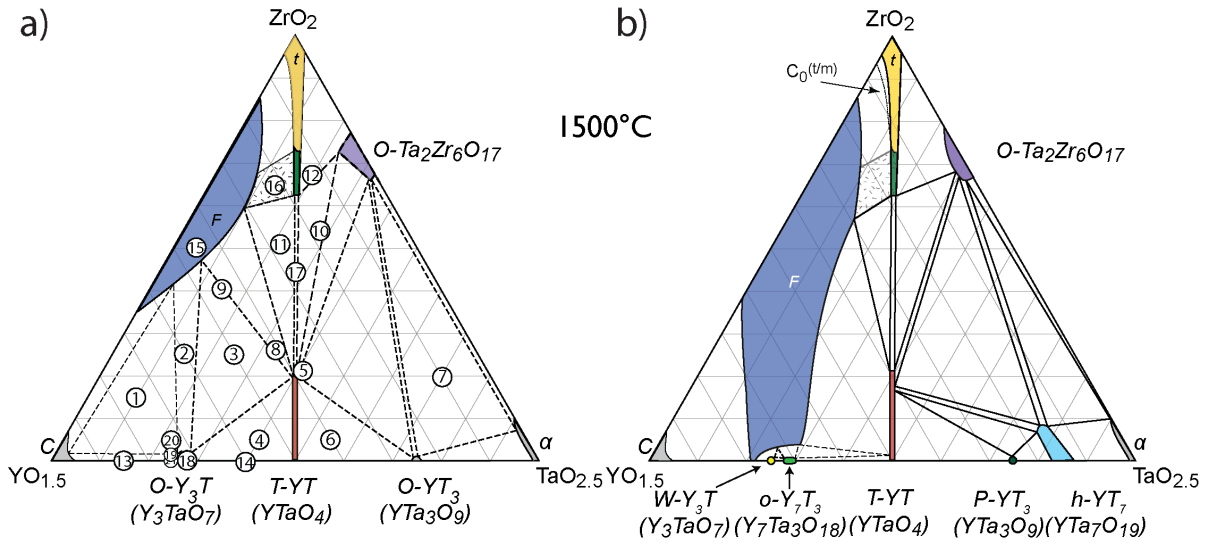 a)
ZrO2
t
O-Ta2Zr6O17
F
12
16
15
11
10
17
9
2
3
8
5
7
1
C
20
19
4
6
α
13
18
14
YO1.5
TaO2.5
O-Y3T
(Y3TaO7)
T-YT
(YTaO4)
O-YT3
(YTa3O9)
1500°C
b)
ZrO2
t
C0(t/m)
O-Ta2Zr6O17
F
C
α
YO1.5
TaO2.5
W-Y3T
(Y3TaO7)
o-Y7T3
(Y7Ta3O18)
T-YT
(YTaO4)
P-YT3
(YTa3O9)
h-YT7
(YTa7O19)